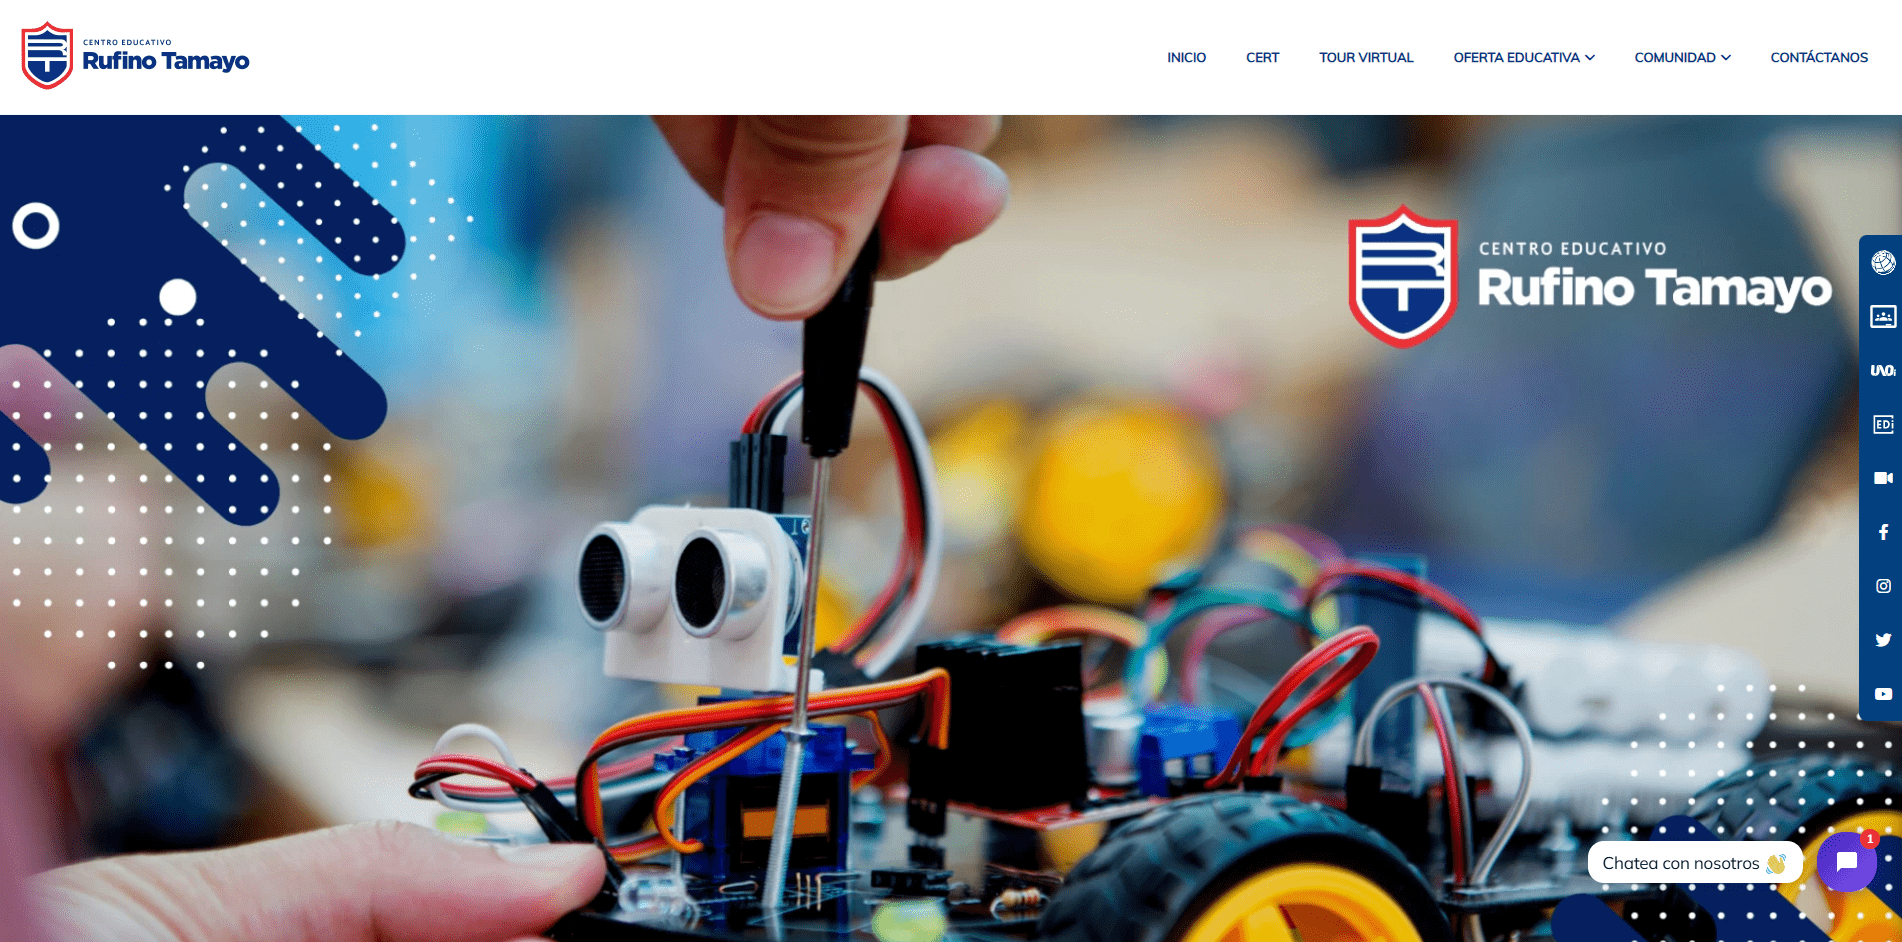 CENTRO EDUCATIVO
Rufino Tamayo
INICIO
CERT
TOUR VIRTUAL
OFERTA EDUCATIVA
COMUNIDAD
CONTÁCTANOS
RT
CENTRO EDUCATIVO
Rufino Tamayo
UNOi
EDi
1
Chatea con nosotros 👋